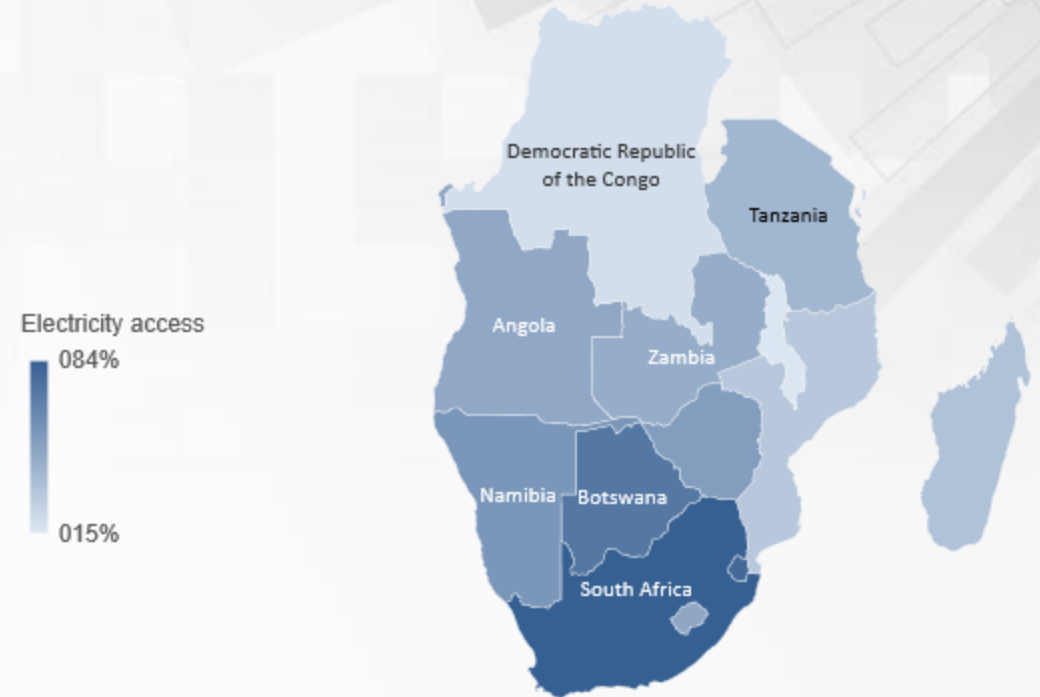 Democratic Republic
of the Congo
Tanzania
Electricity access
084%
015%
Angola
Zambia
Namibia
Botswana
South Africa